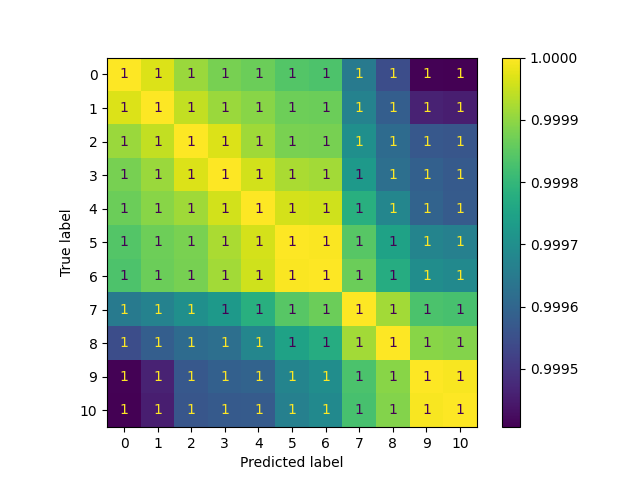 0 1 1 1 1 1 1 1 1 1 1 1
1 1 1 1 1 1 1 1 1 1 1 1
2 1 1 1 1 1 1 1 1 1 1 1
3 1 1 1 1 1 1 1 1 1 1 1
4 1 1 1 1 1 1 1 1 1 1 1
5 1 1 1 1 1 1 1 1 1 1 1
6 1 1 1 1 1 1 1 1 1 1 1
7 1 1 1 1 1 1 1 1 1 1 1
8 1 1 1 1 1 1 1 1 1 1 1
9 1 1 1 1 1 1 1 1 1 1 1
10 1 1 1 1 1 1 1 1 1 1 1
0 1 2 3 4 5 6 7 8 9 10
Predicted label
True label
1.0000
0.9999
0.9998
0.9997
0.9996
0.9995